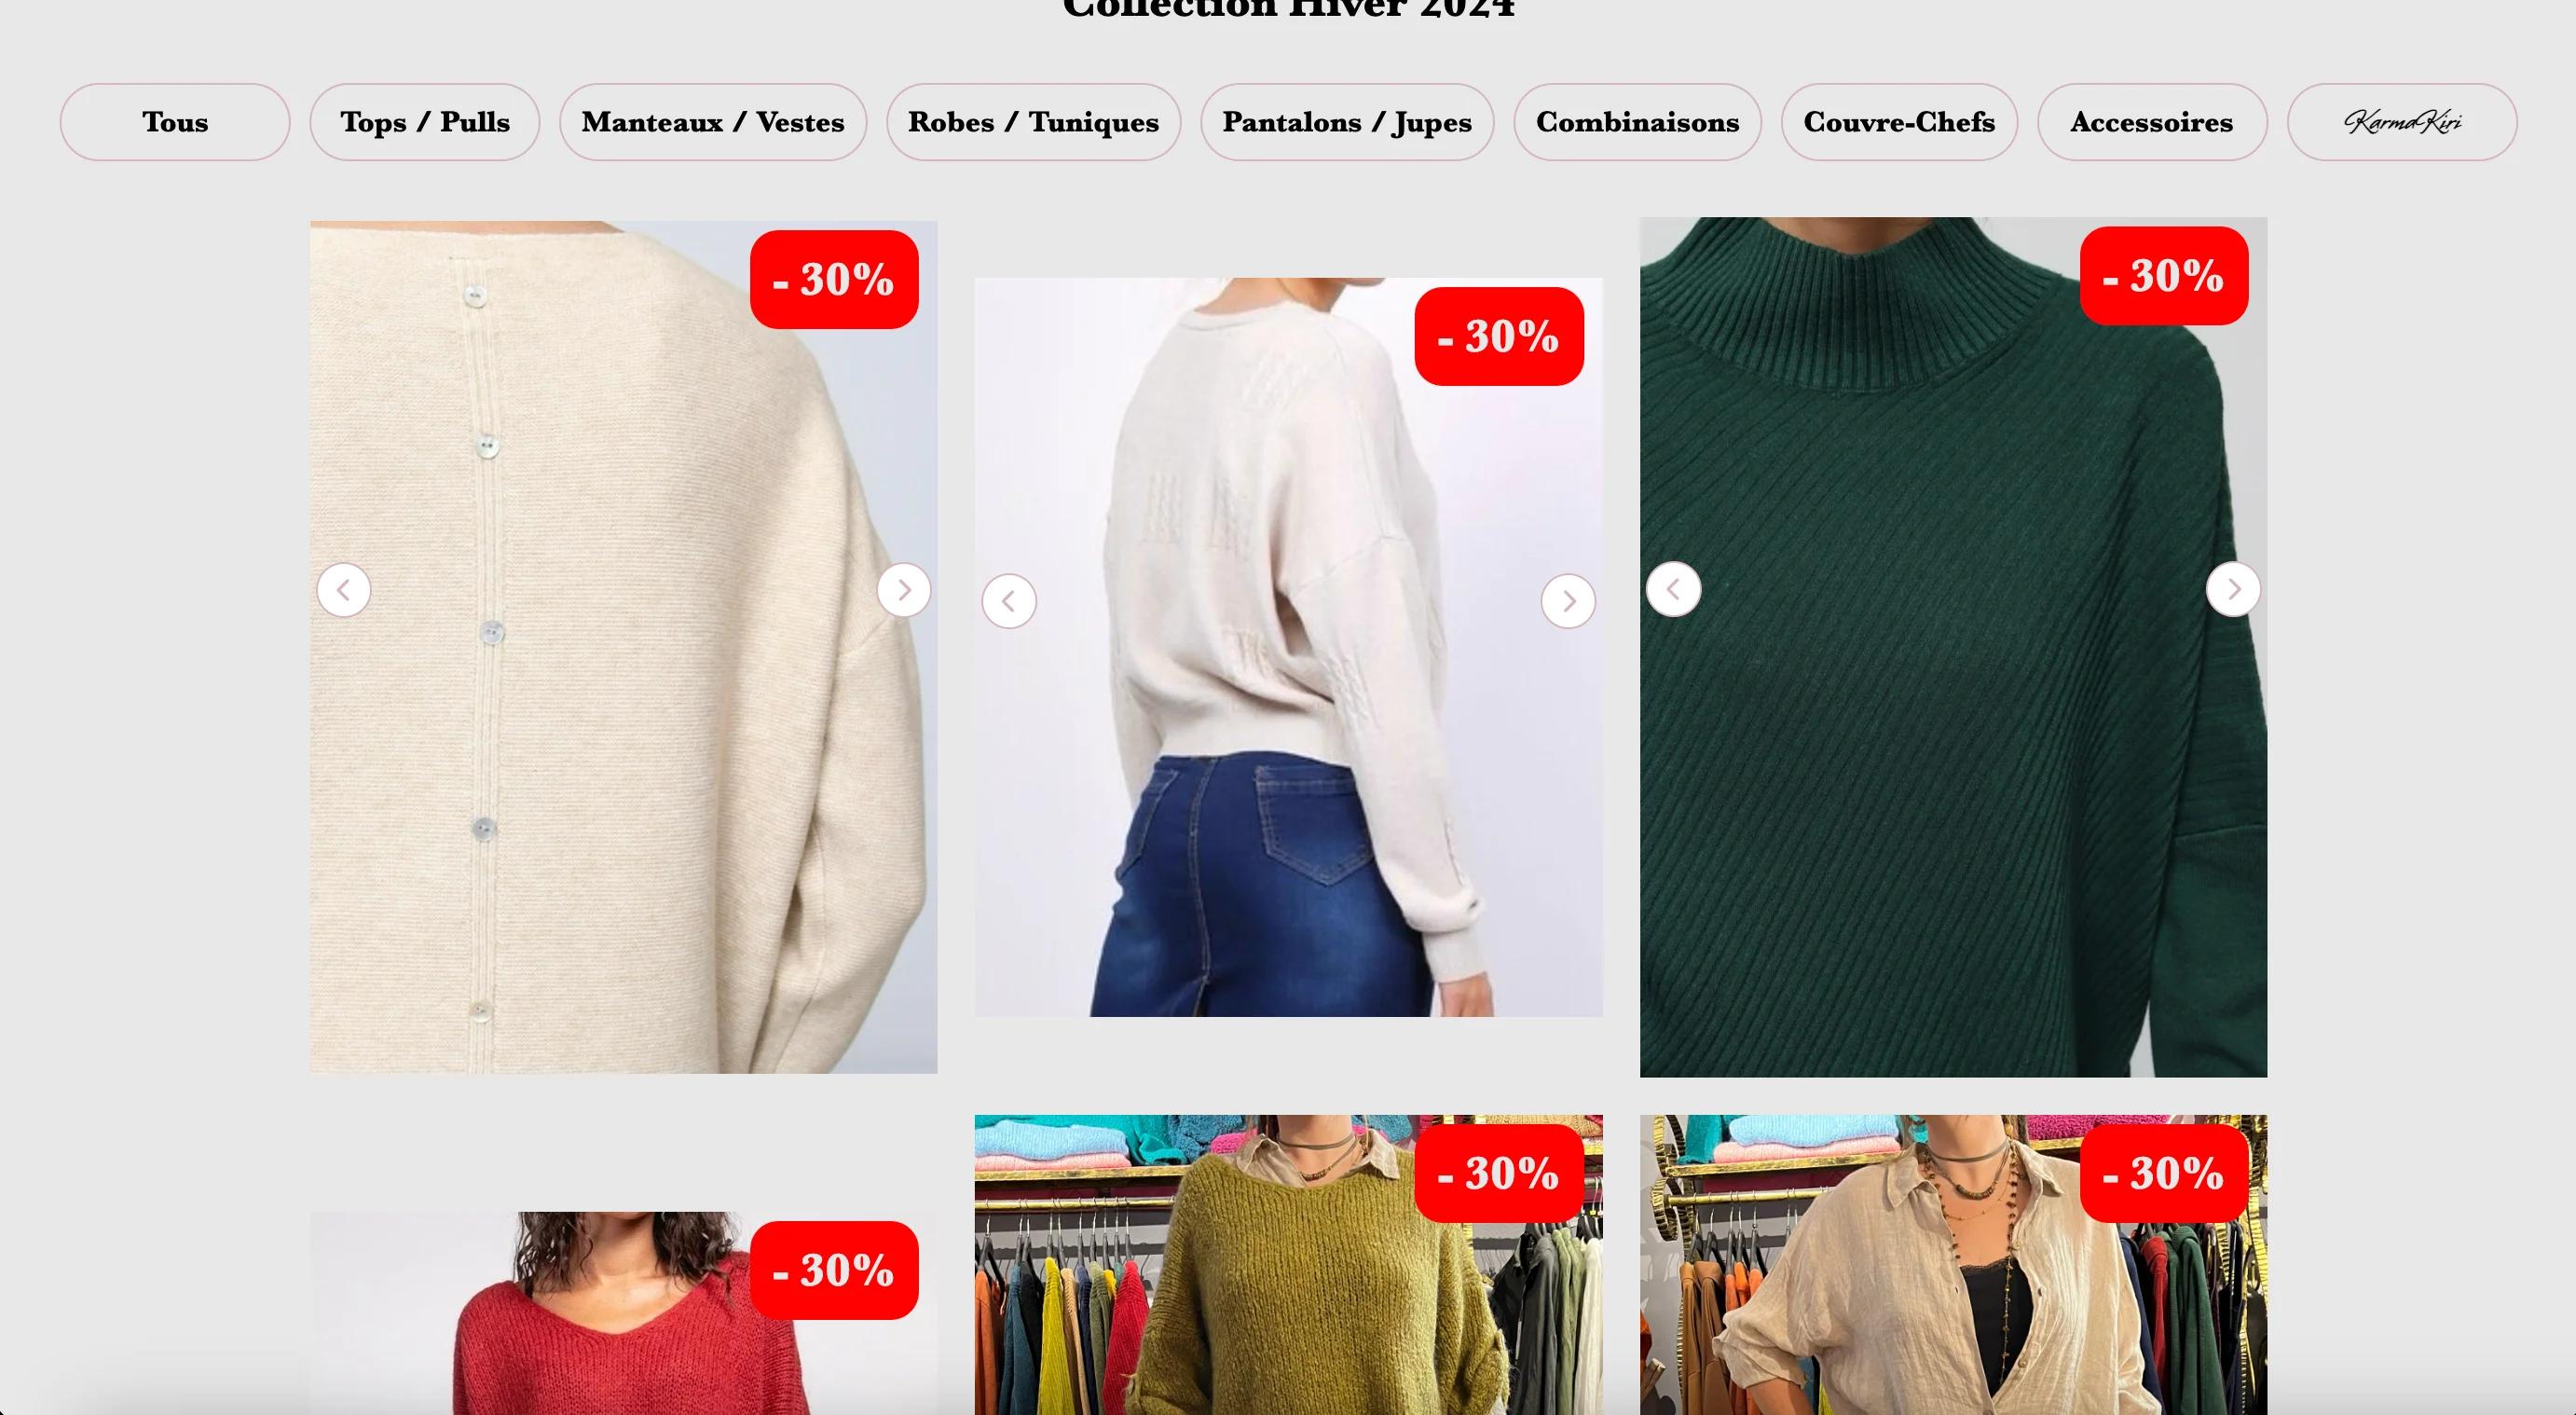 Collection Hiver 2024
Tous
Tops / Pulls
Manteaux / Vestes
Robes / Tuniques
Pantalons / Jupes
Combinaisons
Couvre-Chefs
Accessoires
KarmaKiri
- 30%
- 30%
- 30%
- 30%
- 30%
- 30%